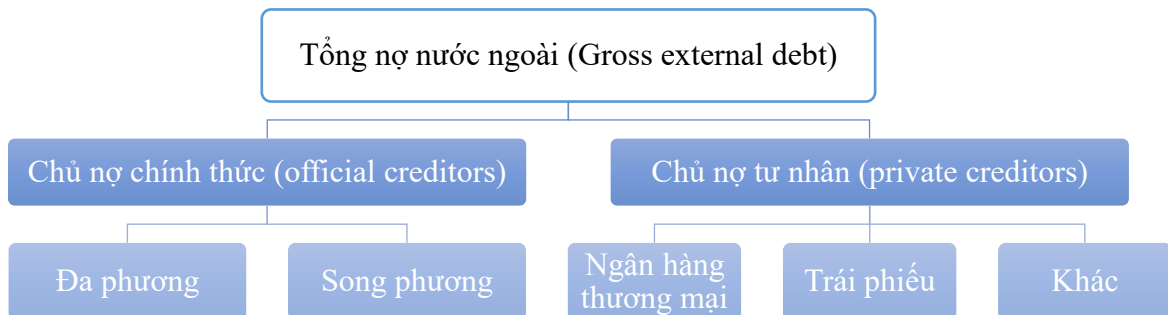 Tổng nợ nước ngoài (Gross external debt)
Chủ nợ chính thức (official creditors)
Chủ nợ tư nhân (private creditors)
Đa phương
Song phương
Ngân hàng
thương mại
Trái phiếu
Khác